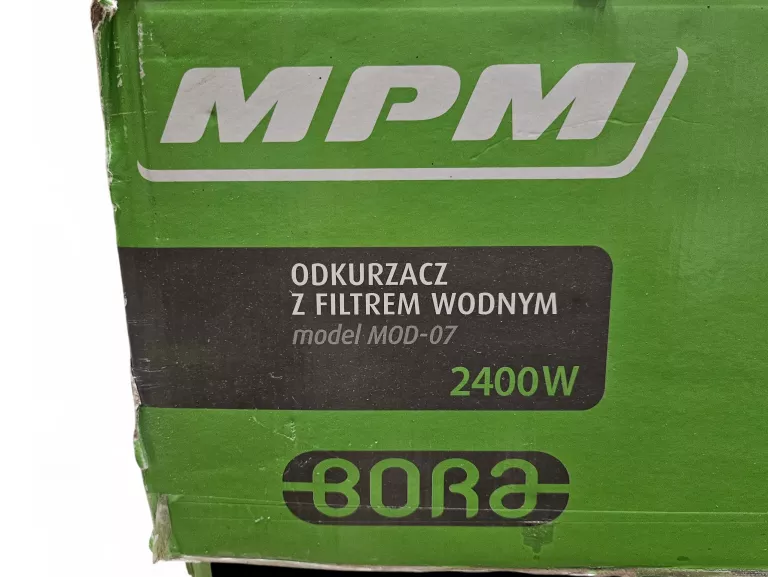 MPM
ODKURZACZ
Z FILTREM WODNYM
model MOD-07
2400W
BORA